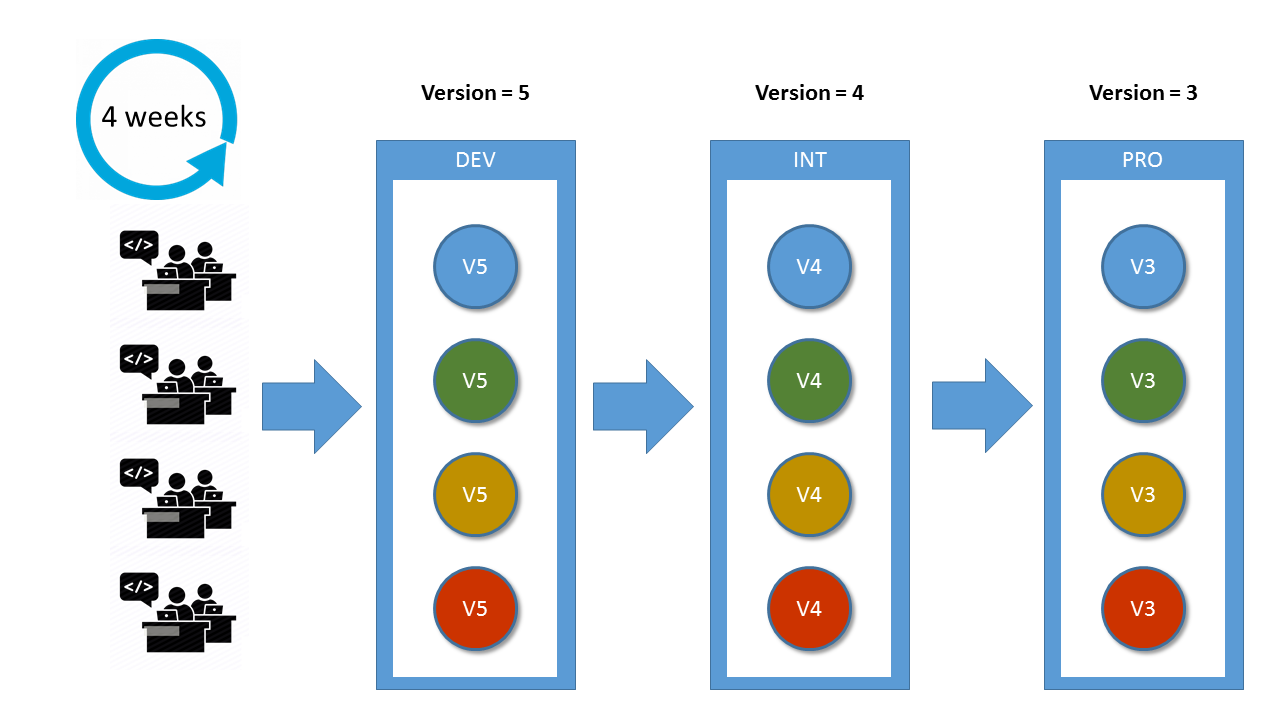 4 weeks
Version = 5
Version = 4
Version = 3
DEV
INT
PRO
</>
V5
V4
V3
</>
V5
V4
V3
</>
V5
V4
V3
</>
V5
V4
V3